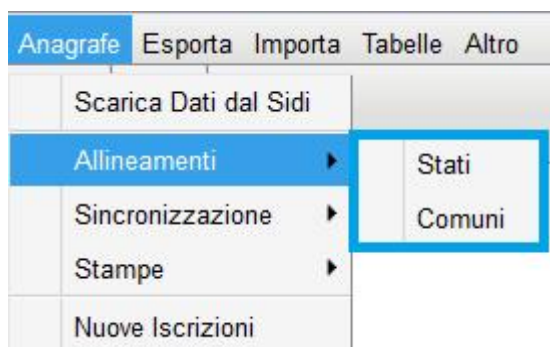 Anagrafe Esporta Importa Tabelle Altro
Scarica Dati dal Sidi
Allineamenti
Stati
Sincronizzazione
Comuni
Stampe
Nuove Iscrizioni